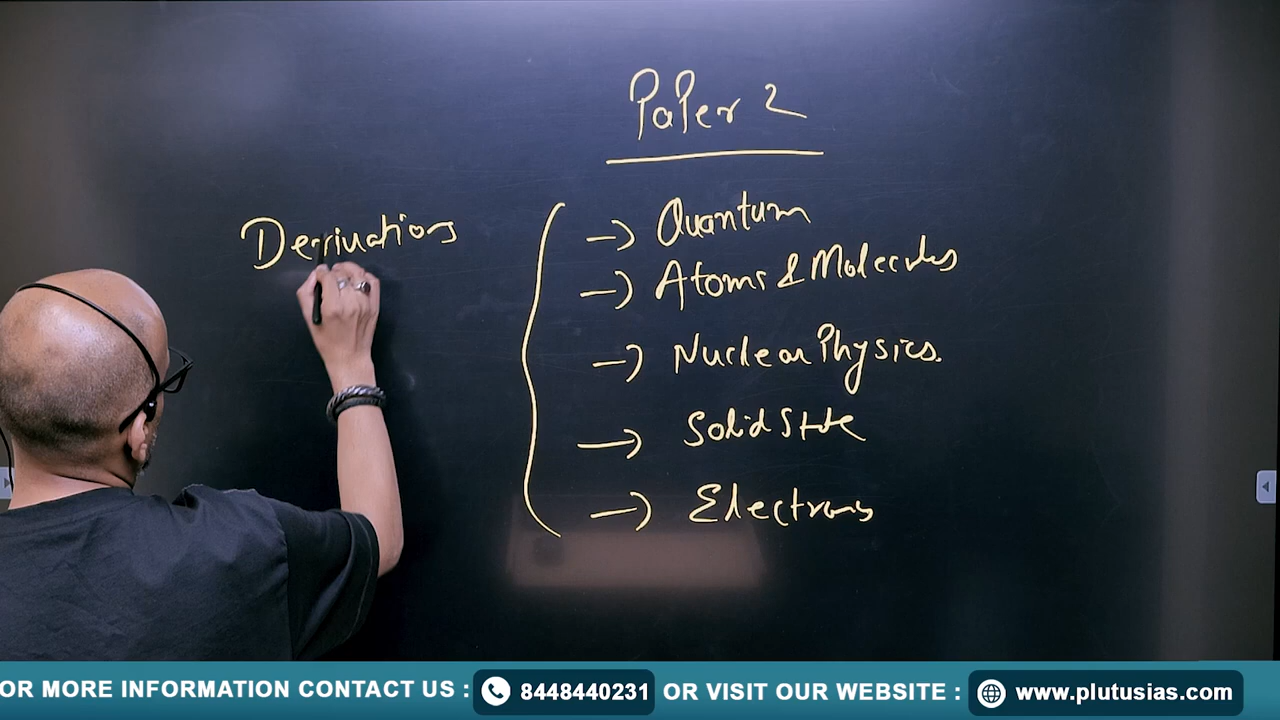 Paper 2
Derivations
→ Quantum
→ Atoms & Molecules
→ Nuclear Physics.
→ Solid State
→ Electrons
OR MORE INFORMATION CONTACT US : 8448440231 OR VISIT OUR WEBSITE : www.plutusias.com